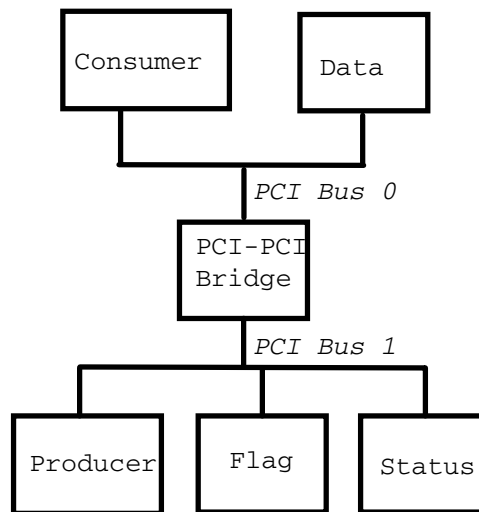 Consumer
Data
PCI Bus 0
PCI-PCI
Bridge
PCI Bus 1
Producer
Flag
Status